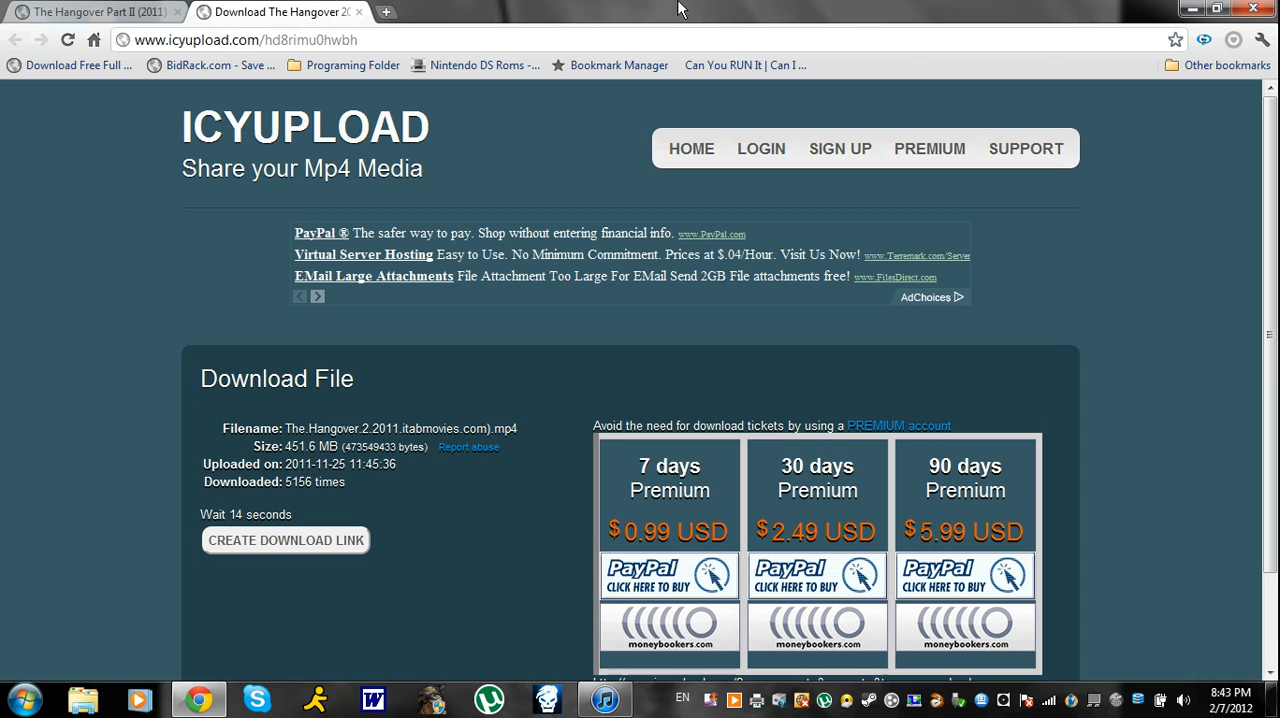 The Hangover Part II (2011)
Download The Hangover 20
www.icyupload.com/hd8rimu0hwbh
Download Free Full ...
BidRack.com - Save ...
Programing Folder
Nintendo DS Roms -...
Bookmark Manager
Can You RUN It | Can I ...
Other bookmarks
ICYUPLOAD
Share your Mp4 Media
HOME LOGIN SIGN UP PREMIUM SUPPORT
PayPal ® The safer way to pay. Shop without entering financial info. www.PayPal.com
Virtual Server Hosting Easy to Use. No Minimum Commitment. Prices at $.04/Hour. Visit Us Now! www.Terremark.com/Server
EMail Large Attachments File Attachment Too Large For EMail Send 2GB File attachments free! www.FilesDirect.com
AdChoices
Download File
Filename: The.Hangover.2.2011.itabmovies.com).mp4
Size: 451.6 MB (473549433 bytes) Report abuse
Uploaded on: 2011-11-25 11:45:36
Downloaded: 5156 times
Wait 14 seconds
CREATE DOWNLOAD LINK
Avoid the need for download tickets by using a PREMIUM account
7 days
Premium
$0.99 USD
PayPal
CLICK HERE TO BUY
moneybookers.com
30 days
Premium
$2.49 USD
PayPal
CLICK HERE TO BUY
moneybookers.com
90 days
Premium
$5.99 USD
PayPal
CLICK HERE TO BUY
moneybookers.com
EN
8:43 PM
2/7/2012